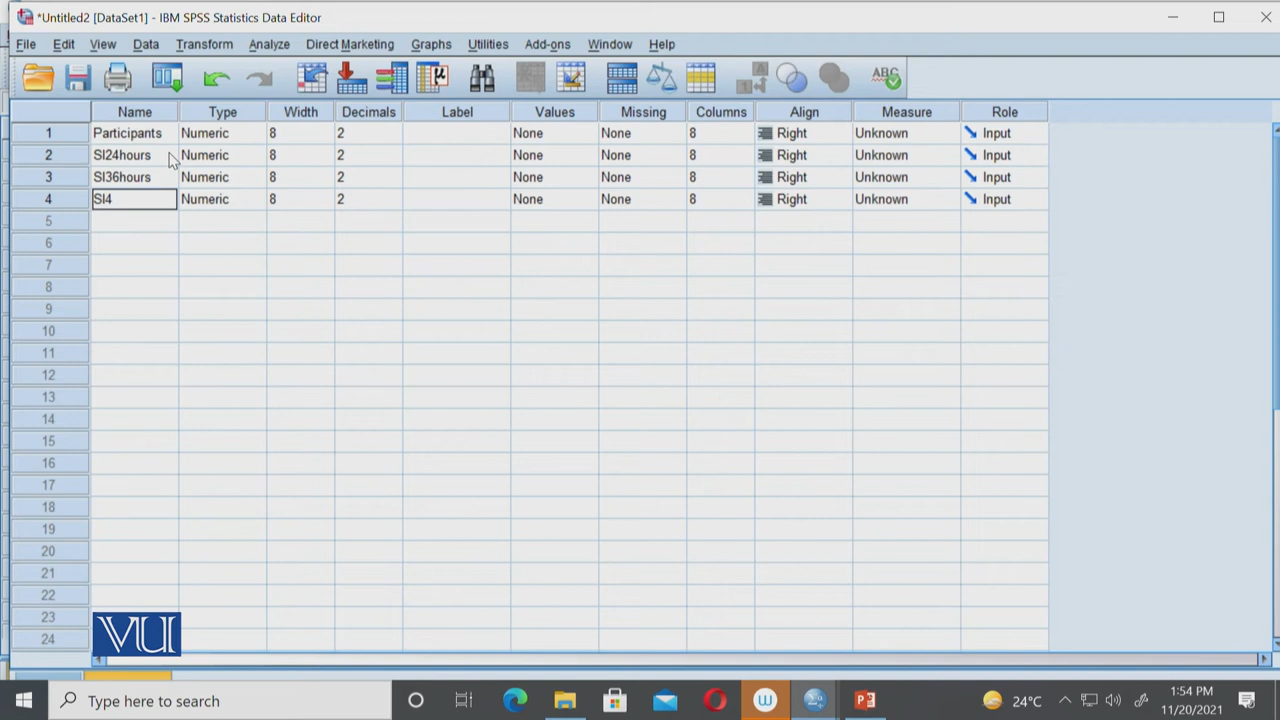 *Untitled2 [DataSet1] - IBM SPSS Statistics Data Editor
File Edit View Data Transform Analyze Direct Marketing Graphs Utilities Add-ons Window Help
Name Type Width Decimals Label Values Missing Columns Align Measure Role
1 Participants Numeric 8 2 None None 8 Right Unknown Input
2 SI24hours Numeric 8 2 None None 8 Right Unknown Input
3 SI36hours Numeric 8 2 None None 8 Right Unknown Input
4 SI4 Numeric 8 2 None None 8 Right Unknown Input
5
6
7
8
9
10
11
12
13
14
15
16
17
18
19
20
21
22
23
24
VU
Type here to search
24°C
1:54 PM
11/20/2021